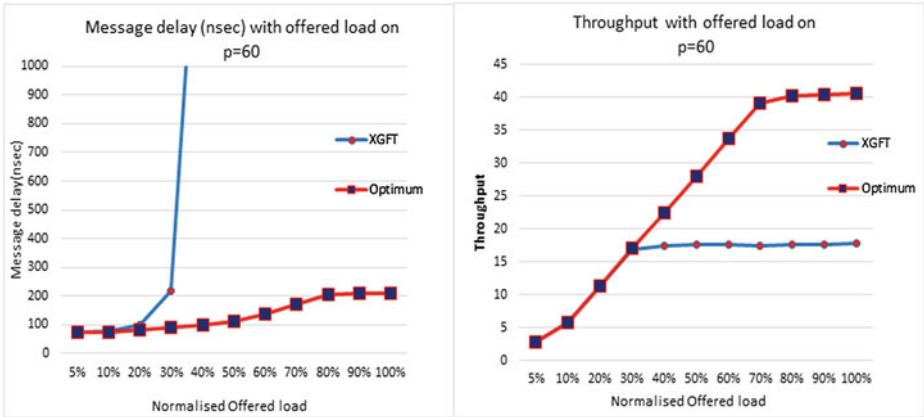 Message delay (nsec) with offered load on
p=60
1000
900
800
700
600
500
400
300
200
100
0
Message delay(nsec)
XGFT
Optimum
5% 10% 20% 30% 40% 50% 60% 70% 80% 90% 100%
Normalised Offered load
Throughput with offered load on
p=60
45
40
35
30
25
20
15
10
5
0
Throughput
XGFT
Optimum
5% 10% 20% 30% 40% 50% 60% 70% 80% 90% 100%
Normalised Offered load